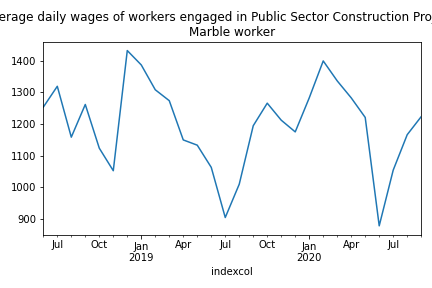 erage daily wages of workers engaged in Public Sector Construction Proj
Marble worker
1400
1300
1200
1100
1000
900
Jul
Oct
Jan
2019
Apr
Jul
Oct
Jan
2020
Apr
Jul
indexcol